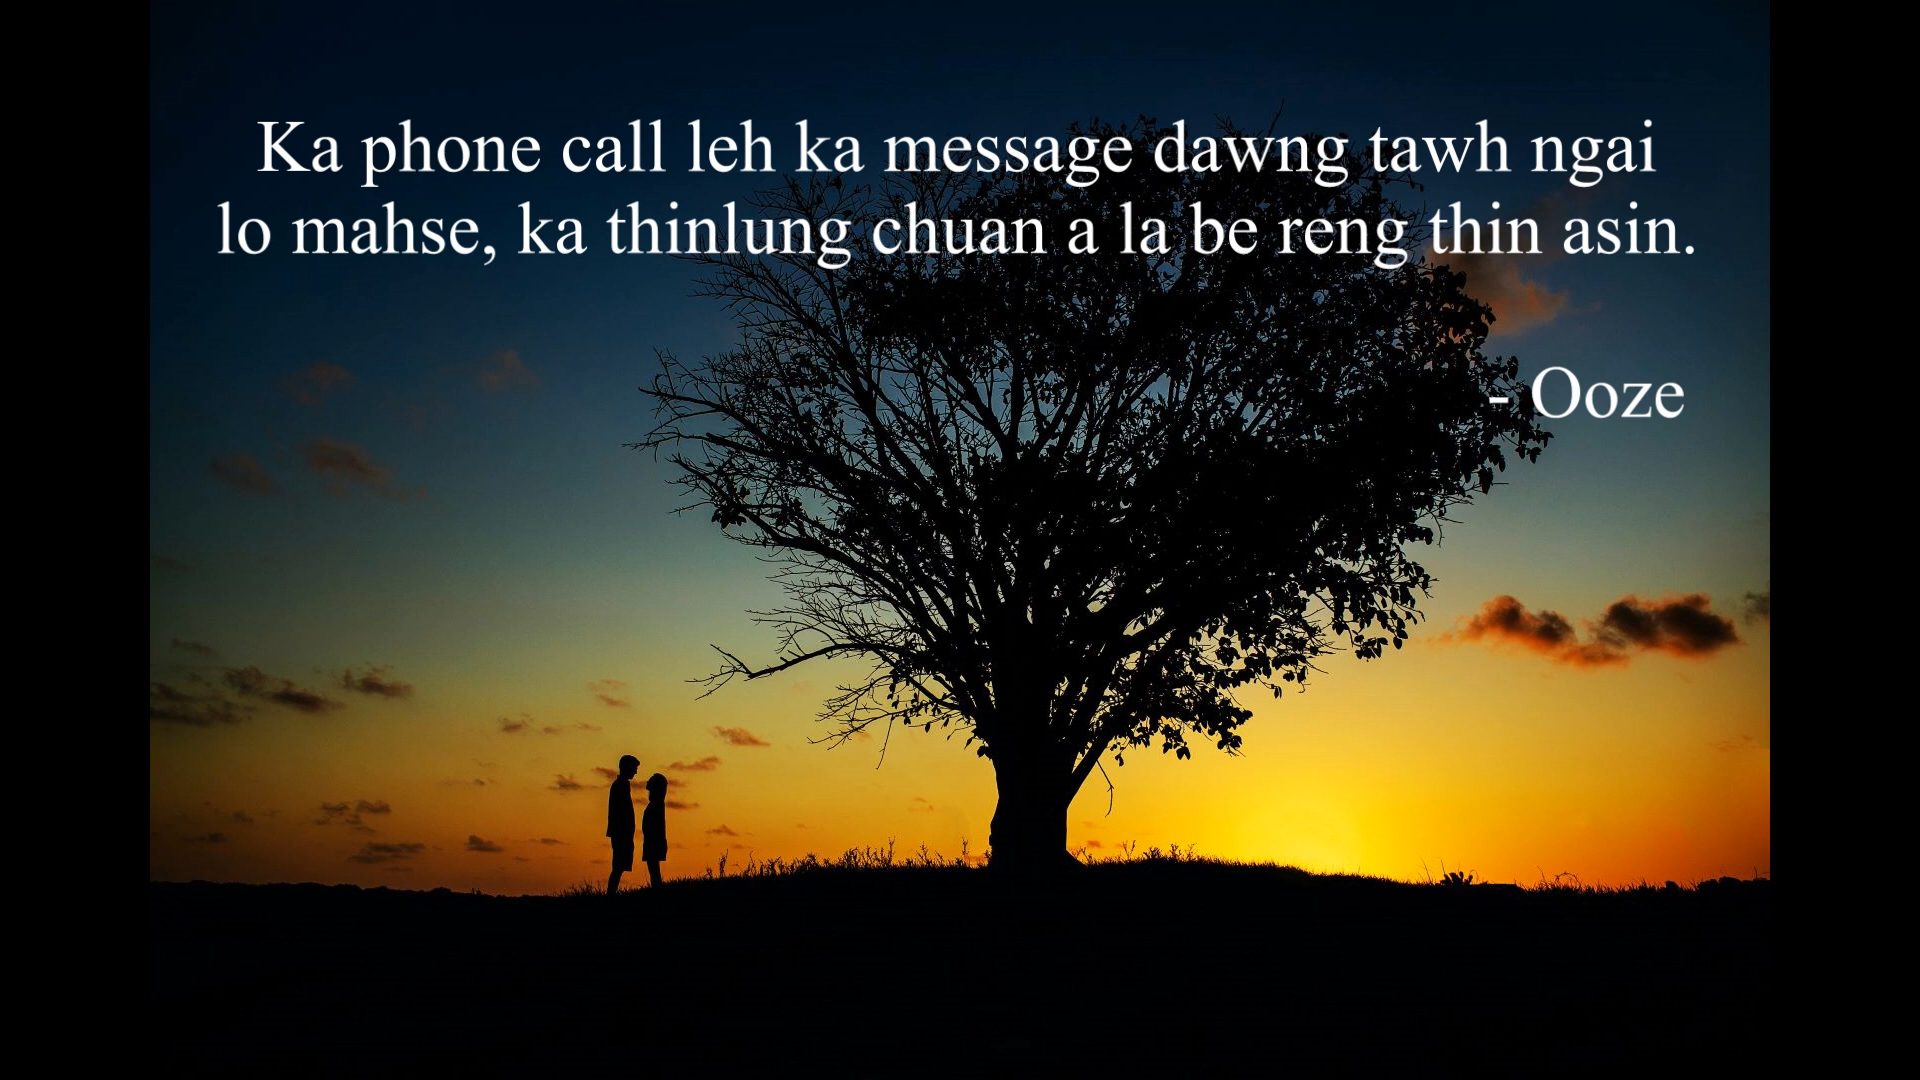 Ka phone call leh ka message dawng tawh ngai
lo mahse, ka thinlung chuan a la be reng thin asin.
- Ooze